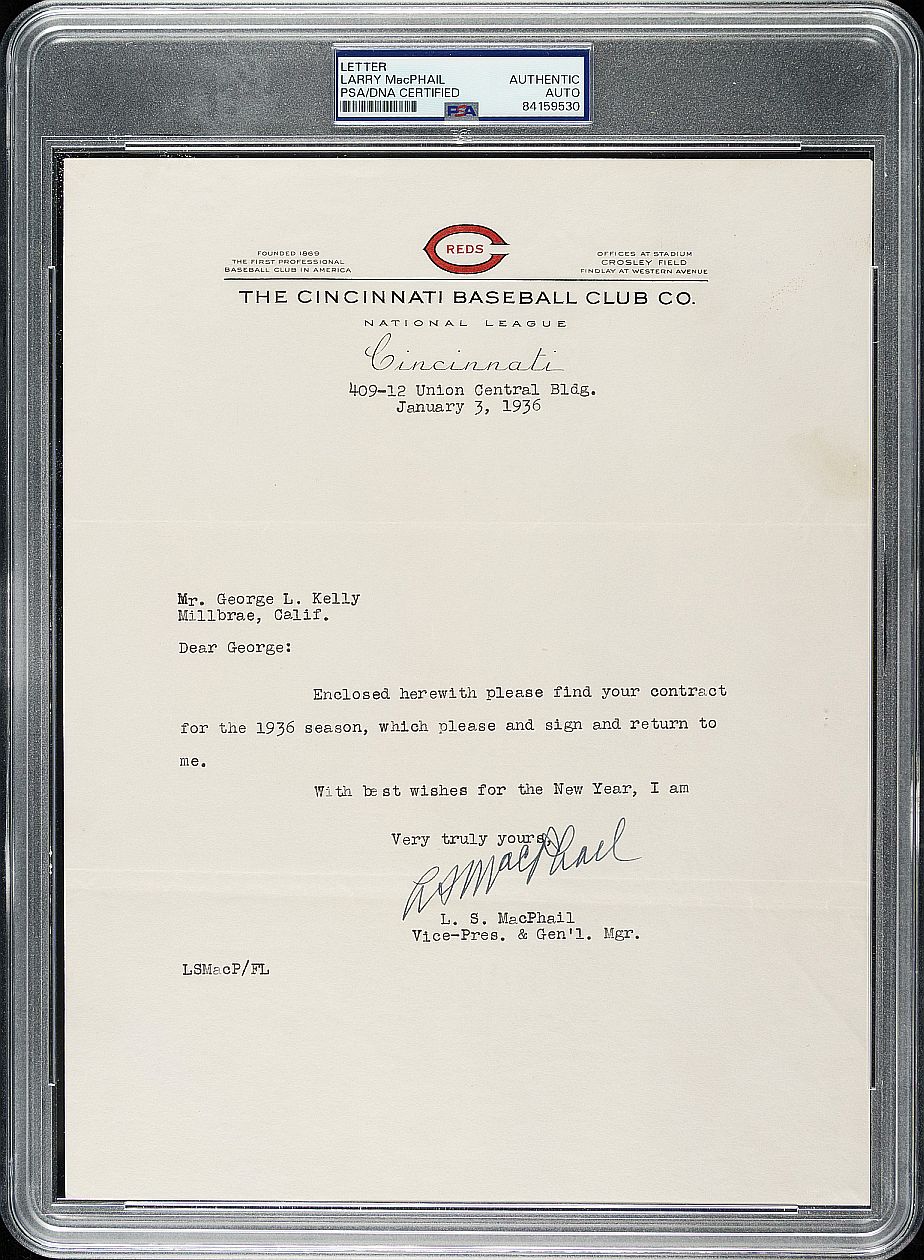 LETTER
LARRY MacPHAIL
PSA/DNA CERTIFIED
AUTHENTIC
AUTO
84159530
PSA
REDS
FOUNDED 1869
THE FIRST PROFESSIONAL
BASEBALL CLUB IN AMERICA
OFFICES AT STADIUM
CROSLEY FIELD
FINDLAY AT WESTERN AVENUE
THE CINCINNATI BASEBALL CLUB CO.
NATIONAL LEAGUE
Cincinnati
409-12 Union Central Bldg.
January 3, 1936
Mr. George L. Kelly
Millbrae, Calif.
Dear George:
Enclosed herewith please find your contract
for the 1936 season, which please and sign and return to
me.
With best wishes for the New Year, I am
Very truly yours,
LSMacPhail
L. S. MacPhail
Vice-Pres. & Gen'l. Mgr.
LSMacP/FL